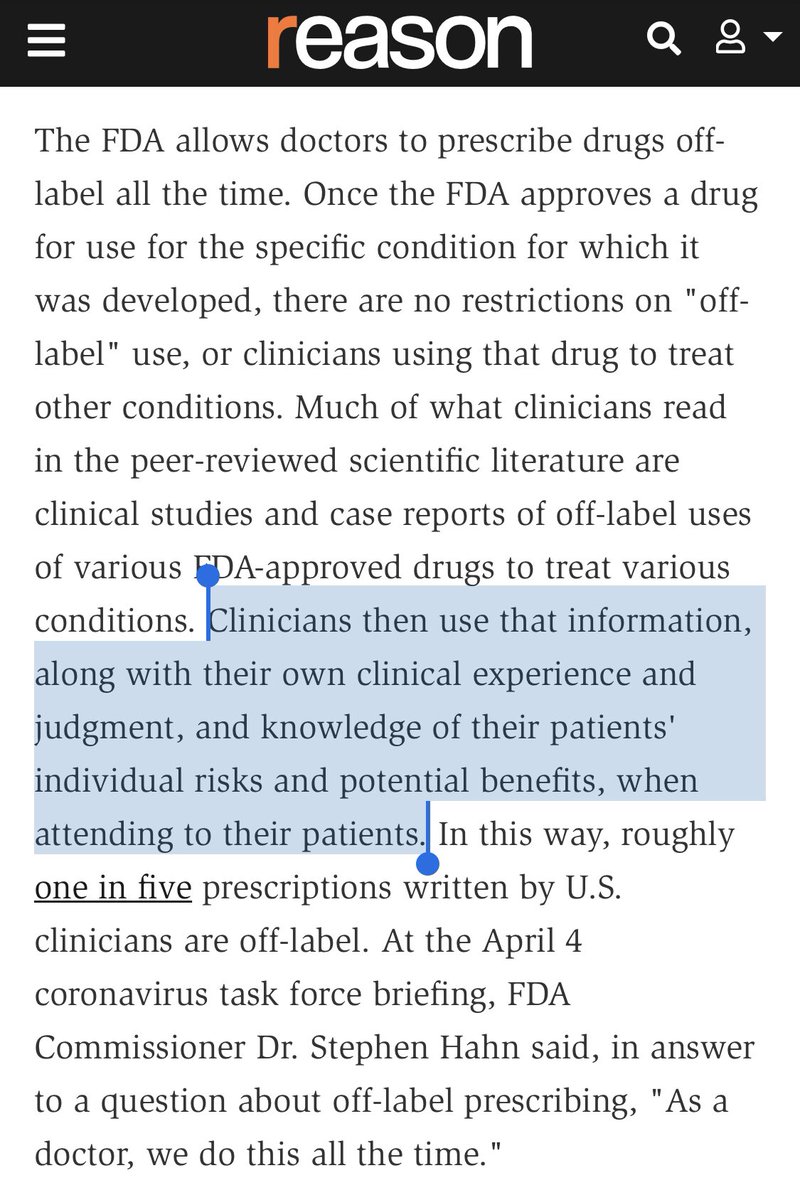 reason
The FDA allows doctors to prescribe drugs off-
label all the time. Once the FDA approves a drug
for use for the specific condition for which it
was developed, there are no restrictions on "off-
label" use, or clinicians using that drug to treat
other conditions. Much of what clinicians read
in the peer-reviewed scientific literature are
clinical studies and case reports of off-label uses
of various FDA-approved drugs to treat various
conditions. Clinicians then use that information,
along with their own clinical experience and
judgment, and knowledge of their patients'
individual risks and potential benefits, when
attending to their patients. In this way, roughly
one in five prescriptions written by U.S.
clinicians are off-label. At the April 4
coronavirus task force briefing, FDA
Commissioner Dr. Stephen Hahn said, in answer
to a question about off-label prescribing, "As a
doctor, we do this all the time."